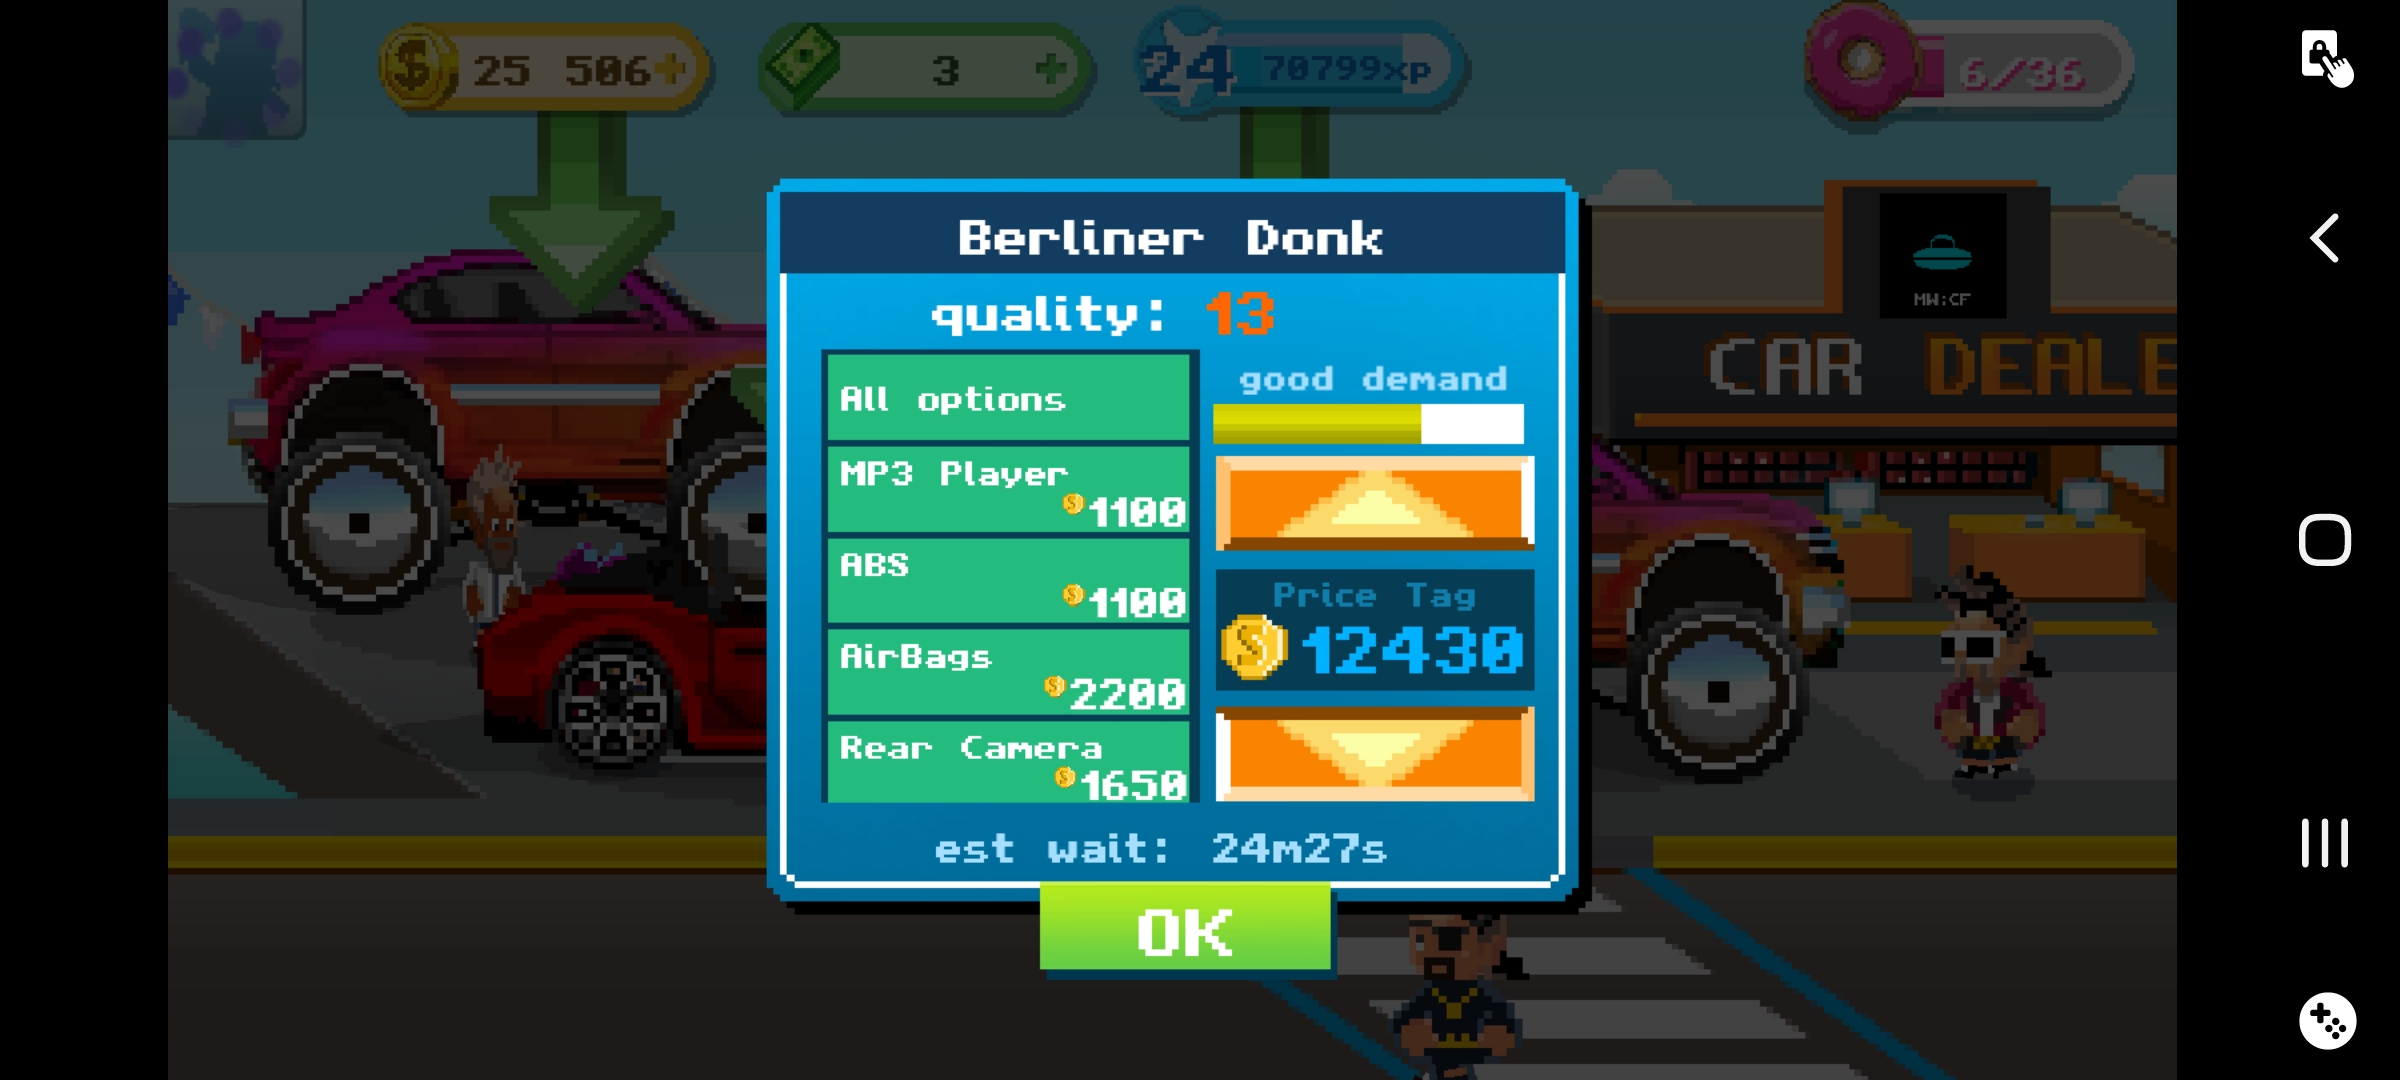 25 506+
3 +
24 70799xp
6/36
Berliner Donk
quality: 13
All options
MP3 Player
1100
ABS
1100
AirBags
2200
Rear Camera
1650
good demand
Price Tag
12430
est wait: 24m27s
OK
MW:CF
CAR DEALE